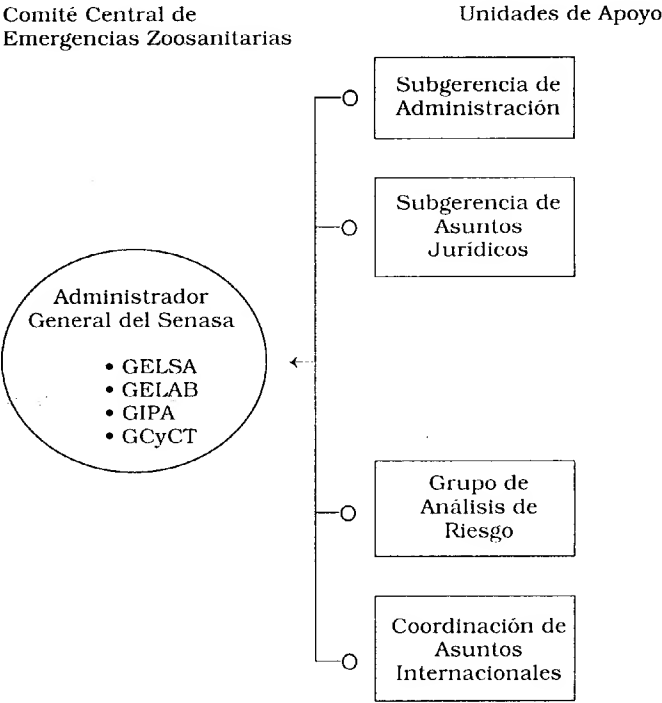 Comité Central de
Emergencias Zoosanitarias
Unidades de Apoyo
Subgerencia de
Administración
Subgerencia de
Asuntos
Jurídicos
Administrador
General del Senasa
• GELSA
• GELAB
• GIPA
• GCyCT
Grupo de
Análisis de
Riesgo
Coordinación de
Asuntos
Internacionales